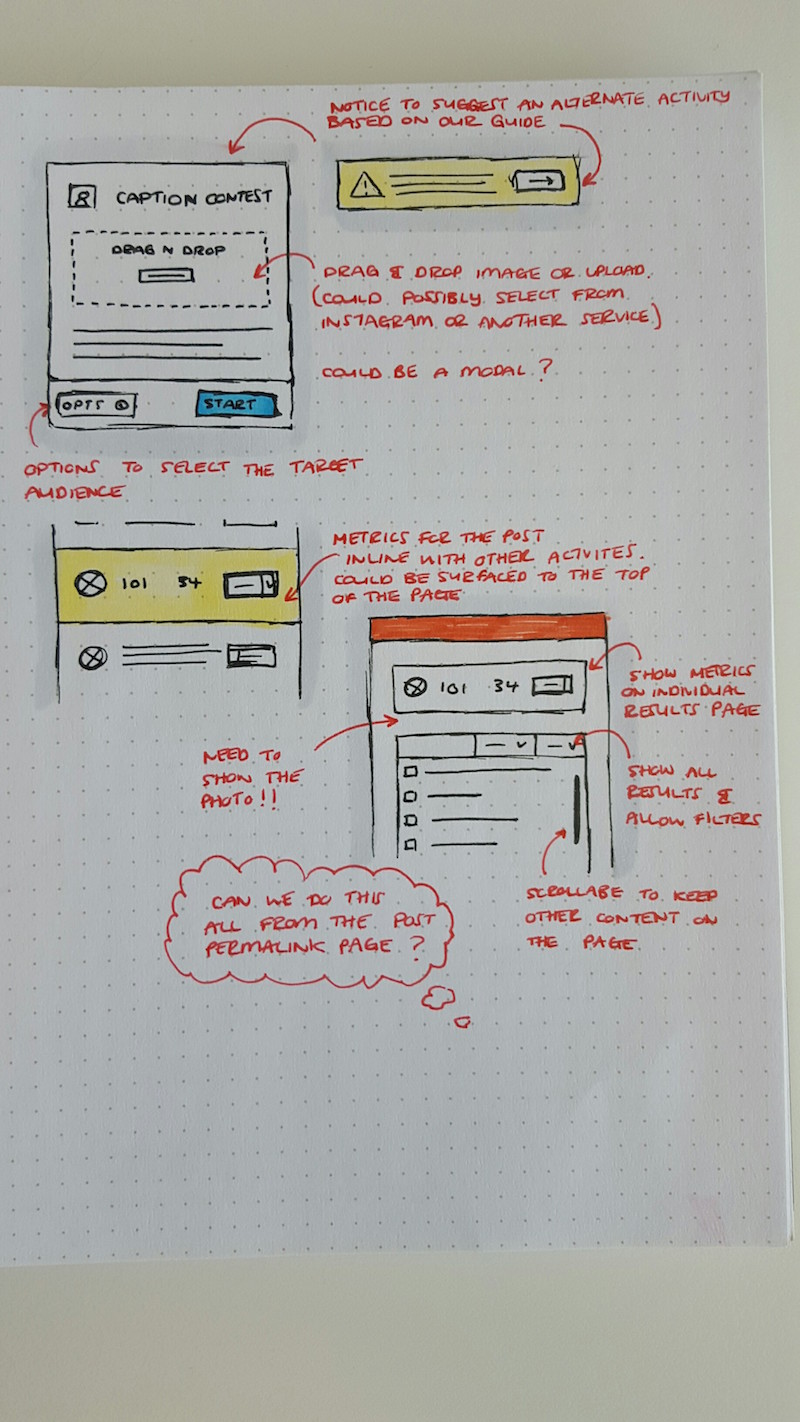 NOTICE TO SUGGEST AN ALTERNATE ACTIVITY
BASED ON OUR GUIDE
CAPTION CONTEST
DRAG N DROP
DRAG & DROP IMAGE OR UPLOAD.
(COULD POSSIBLY SELECT FROM
INSTAGRAM OR ANOTHER SERVICE)
COULD BE A MODAL?
OPTS
START
OPTIONS TO SELECT THE TARGET
AUDIENCE
METRICS FOR THE POST
INLINE WITH OTHER ACTIVITES.
COULD BE SURFACED TO THE TOP
OF THE PAGE
101 34
101 34
SHOW METRICS
ON INDIVIDUAL
RESULTS PAGE
NEED TO
SHOW THE
PHOTO!!
SHOW ALL
RESULTS &
ALLOW FILTERS
CAN WE DO THIS
ALL FROM THE POST
PERMALINK PAGE?
SCROLLABE TO KEEP
OTHER CONTENT ON
THE PAGE